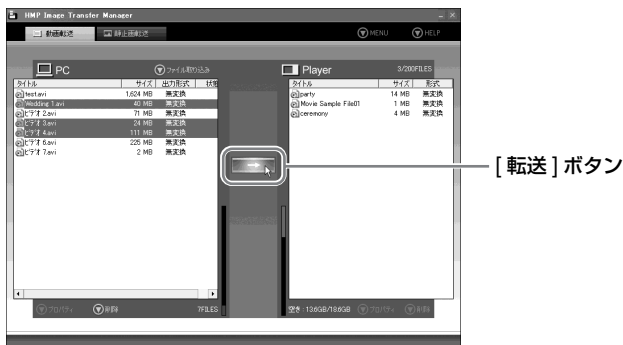 HMP Image Transfer Manager
動画転送 静止画転送 MENU HELP
PC ファイル取り込み Player 3/200FILES
タイトル サイズ 出力形式 状態 タイトル サイズ 形式
testavi 1,624 MB 無変換 party 14 MB 無変換
Wedding 1.avi 40 MB 無変換 Movie Sample File01 1 MB 無変換
ビデオ 2.avi 71 MB 無変換 ceremony 4 MB 無変換
ビデオ 3.avi 24 MB 無変換
ビデオ 4.avi 111 MB 無変換
ビデオ 6.avi 225 MB 無変換
ビデオ 7.avi 2 MB 無変換
[ 転送 ] ボタン
プロパティ 削除 7FILES 空き : 13.6GB/18.6GB プロパティ 削除